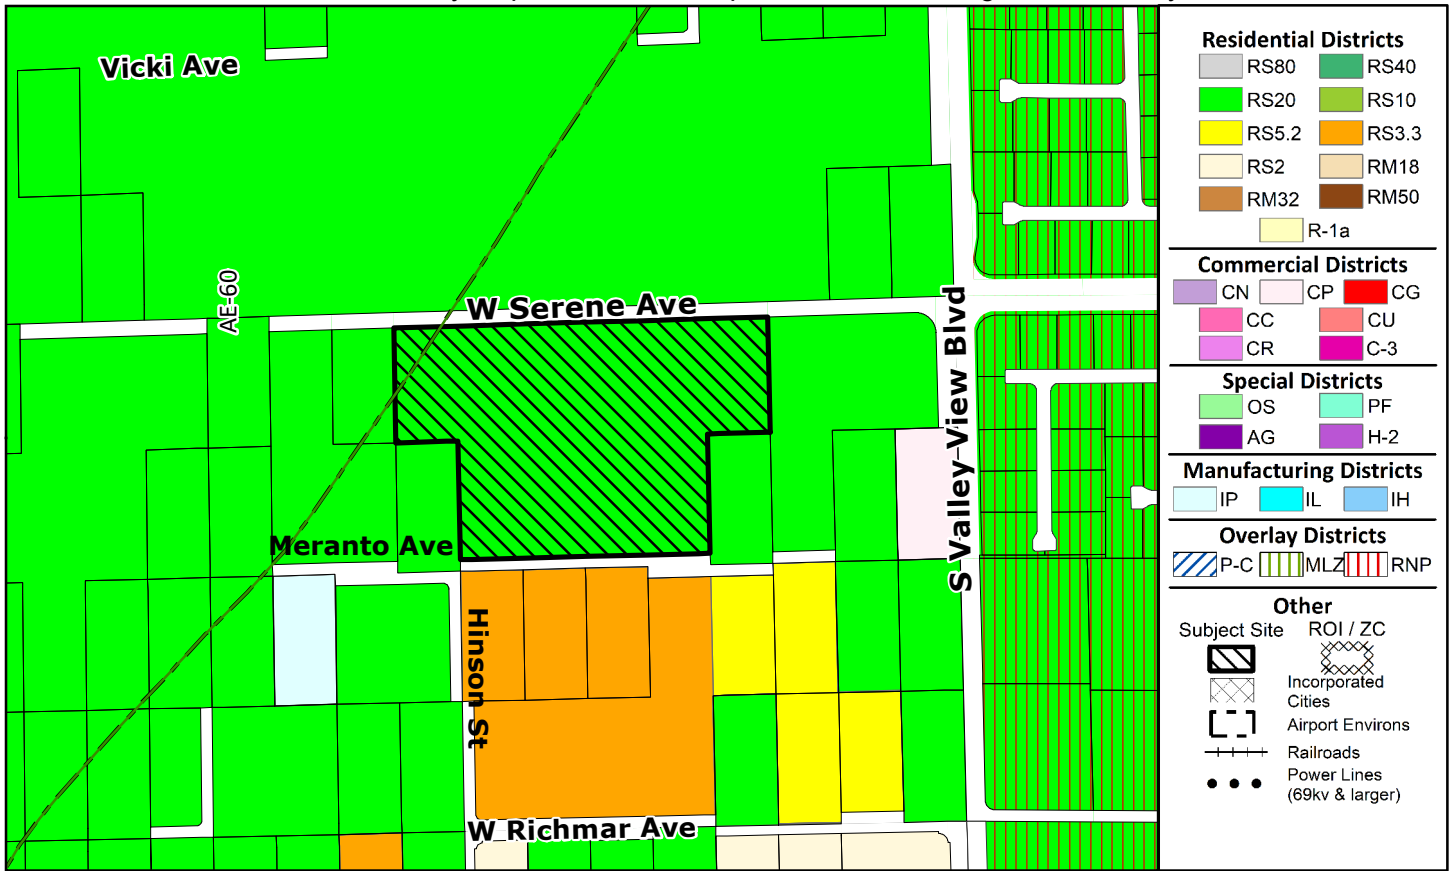 Vicki Ave
AE-60
W Serene Ave
S Valley View Blvd
Meranto Ave
Hinson St
W Richmar Ave
Residential Districts
RS80 RS40
RS20 RS10
RS5.2 RS3.3
RS2 RM18
RM32 RM50
R-1a
Commercial Districts
CN CP CG
CC CU
CR C-3
Special Districts
OS PF
AG H-2
Manufacturing Districts
IP IL IH
Overlay Districts
P-C MLZ RNP
Other
Subject Site ROI / ZC
Incorporated
Cities
Airport Environs
Railroads
Power Lines
(69kv & larger)